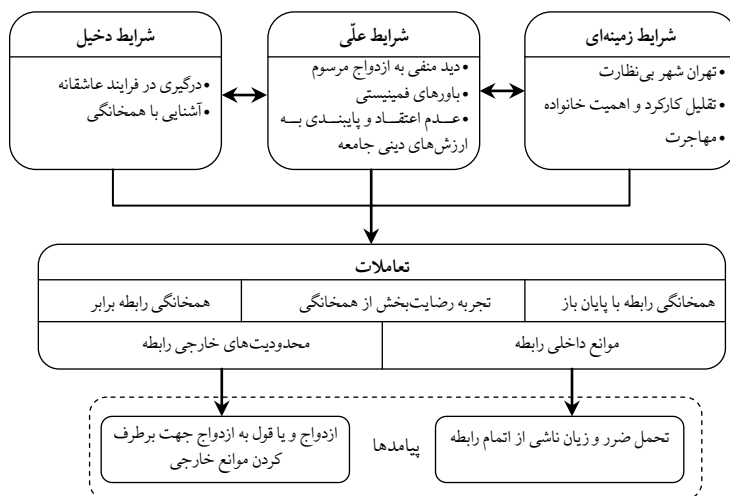 شرایط زمینه‌ای
• تهران شهر بی‌نظارت
• تقلیل کارکرد و اهمیت خانواده
• مهاجرت
شرایط علّی
• دید منفی به ازدواج مرسوم
• باورهای فمینیستی
• عدم اعتقاد و پایبندی به
ارزش‌های دینی جامعه
شرایط دخیل
• درگیری در فرایند عاشقانه
• آشنایی با همخانگی
تعاملات
همخانگی رابطه با پایان باز
تجربه رضایت‌بخش از همخانگی
همخانگی رابطه برابر
موانع داخلی رابطه
محدودیت‌های خارجی رابطه
تحمل ضرر و زیان ناشی از اتمام رابطه
پیامدها
ازدواج و یا قول به ازدواج جهت برطرف
کردن موانع خارجی